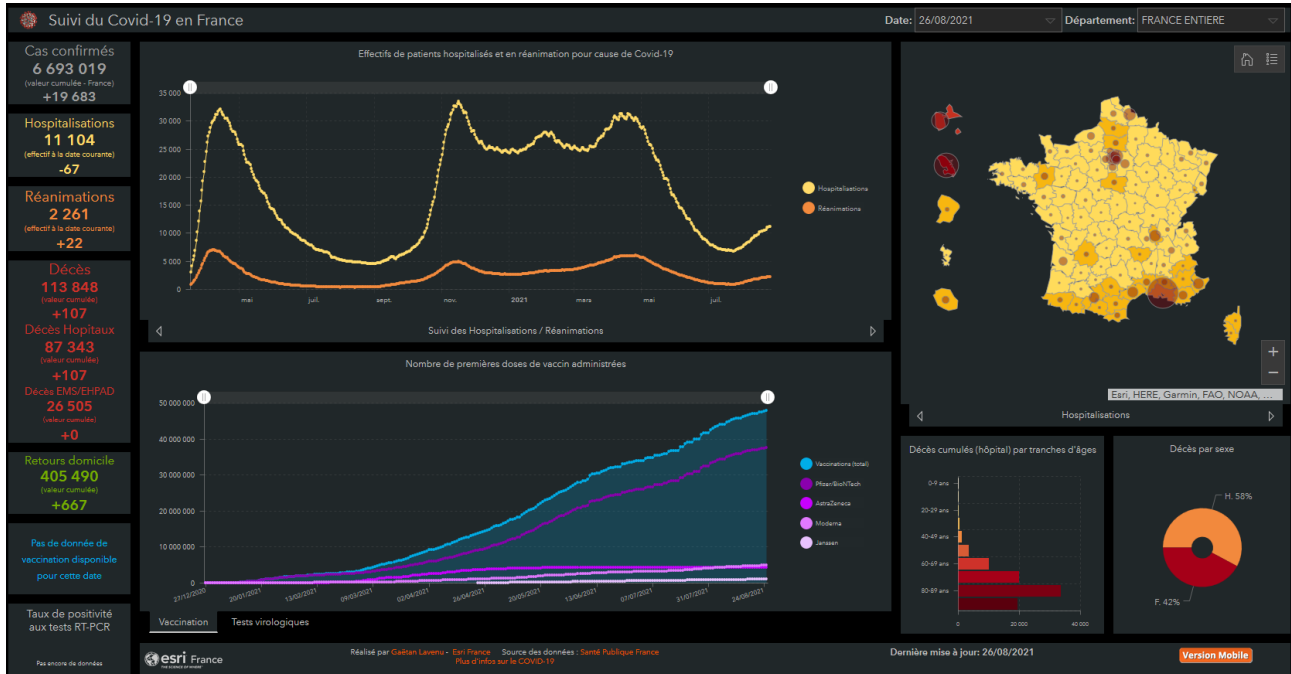 Suivi du Covid-19 en France
Date: 26/08/2021
Département: FRANCE ENTIERE
Cas confirmés
6 693 019
(valeur cumulée - France)
+19 683
Hospitalisations
11 104
(effectif à la date courante)
-67
Réanimations
2 261
(effectif à la date courante)
+22
Décès
113 848
(valeur cumulée)
+107
Décès Hopitaux
87 343
(valeur cumulée)
+107
Décès EMS/EHPAD
26 505
(valeur cumulée)
+0
Retours domicile
405 490
(valeur cumulée)
+667
Pas de donnée de
vaccination disponible
pour cette date
Taux de positivité
aux tests RT-PCR
Pas encore de données
Effectifs de patients hospitalisés et en réanimation pour cause de Covid-19
35 000
30 000
25 000
20 000
15 000
10 000
5 000
0
mai juil. sept. nov. 2021 mars mai juil.
Hospitalisations
Réanimations
Suivi des Hospitalisations / Réanimations
Nombre de premières doses de vaccin administrées
50 000 000
40 000 000
30 000 000
20 000 000
10 000 000
0
27/12/2020 20/01/2021 13/02/2021 09/03/2021 02/04/2021 26/04/2021 20/05/2021 13/06/2021 07/07/2021 31/07/2021 24/08/2021
Vaccinations (total)
Pfizer/BioNTech
AstraZeneca
Moderna
Janssen
Vaccination Tests virologiques
+
−
Esri, HERE, Garmin, FAO, NOAA, ...
Hospitalisations
Décès cumulés (hôpital) par tranches d'âges
0-9 ans
20-29 ans
40-49 ans
60-69 ans
80-89 ans
0 20 000 40 000
Décès par sexe
H. 58%
F. 42%
esri France
THE SCIENCE OF WHERE
Réalisé par Gaëtan Lavenu - Esri France Source des données : Santé Publique France
Plus d'infos sur le COVID-19
Dernière mise à jour: 26/08/2021
Version Mobile